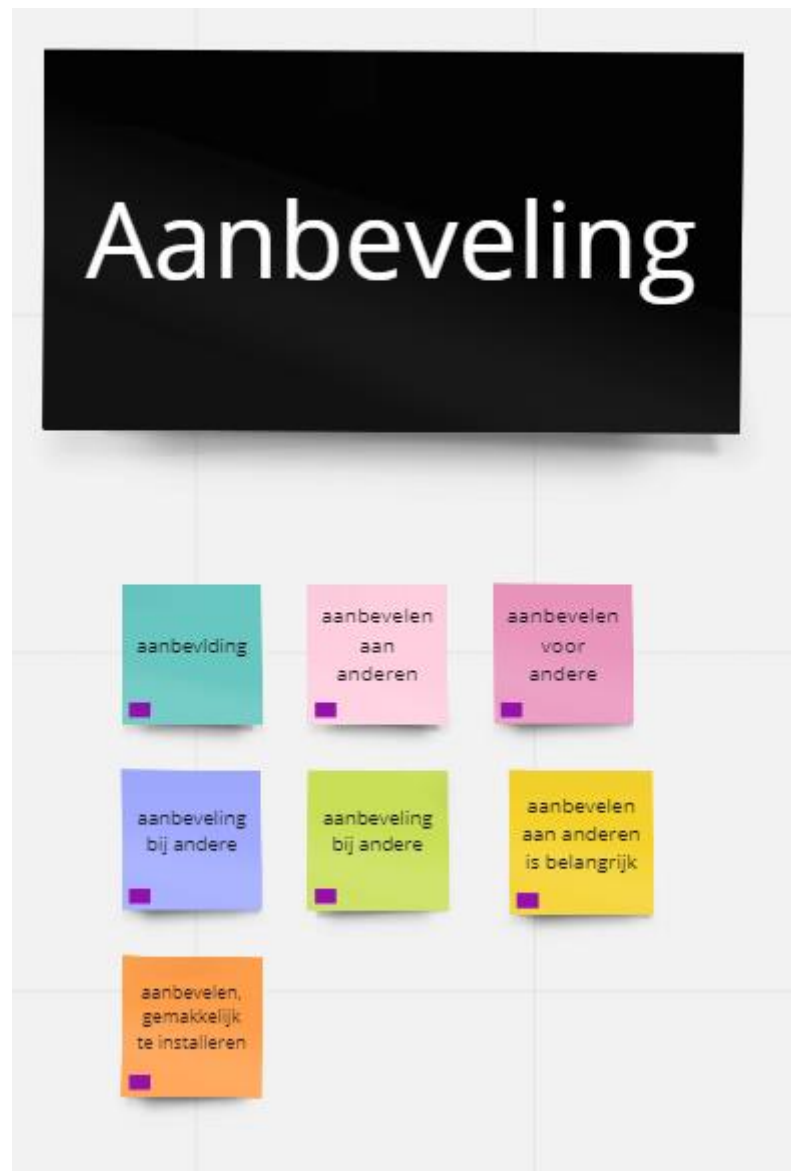 Aanbeveling
aanbeviding
aanbevelen
aan
anderen
aanbevelen
voor
andere
aanbeveling
bij andere
aanbeveling
bij andere
aanbevelen
aan anderen
is belangrijk
aanbevelen,
gemakkelijk
te installeren